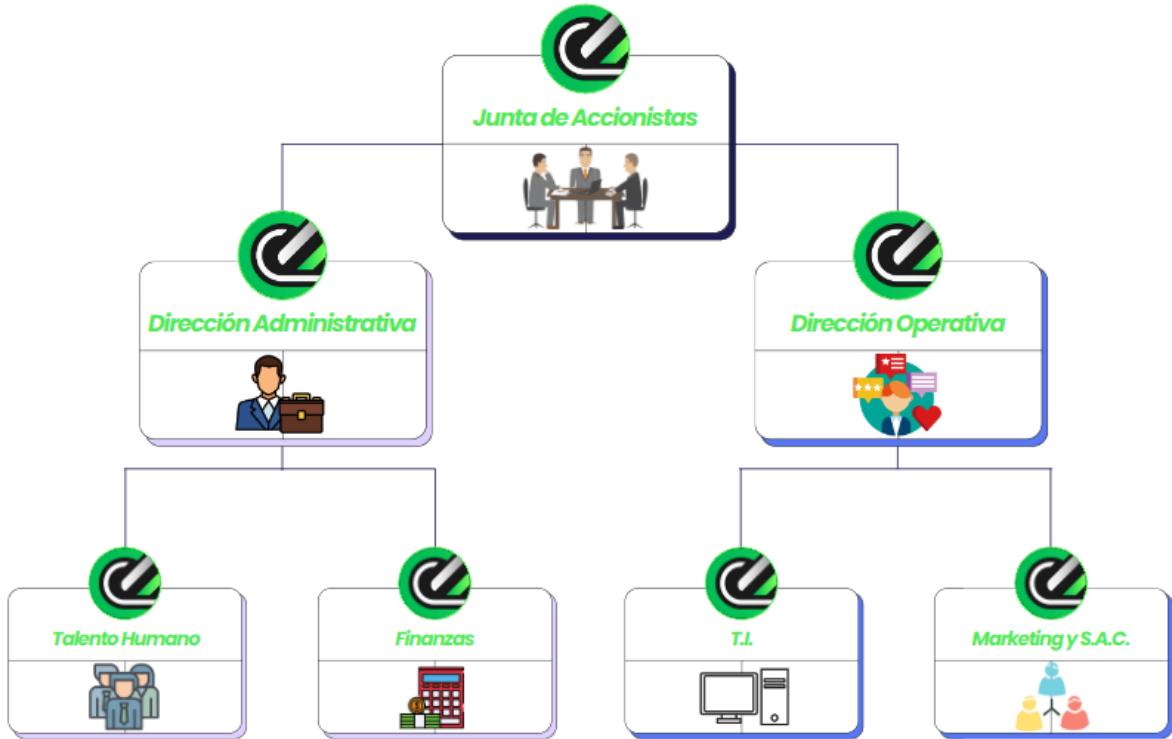 Junta de Accionistas
Dirección Administrativa
Dirección Operativa
Talento Humano
Finanzas
T.I.
Marketing y S.A.C.